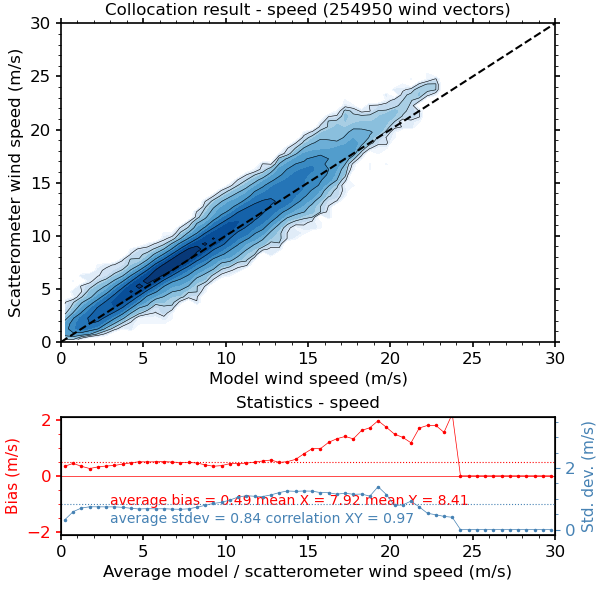 Collocation result - speed (254950 wind vectors)
30
25
20
15
10
5
0
Scatterometer wind speed (m/s)
0 5 10 15 20 25 30
Model wind speed (m/s)
Statistics - speed
2
0
−2
Bias (m/s)
2
0
Std. dev. (m/s)
average bias = 0.49 mean X = 7.92 mean Y = 8.41
average stdev = 0.84 correlation XY = 0.97
0 5 10 15 20 25 30
Average model / scatterometer wind speed (m/s)